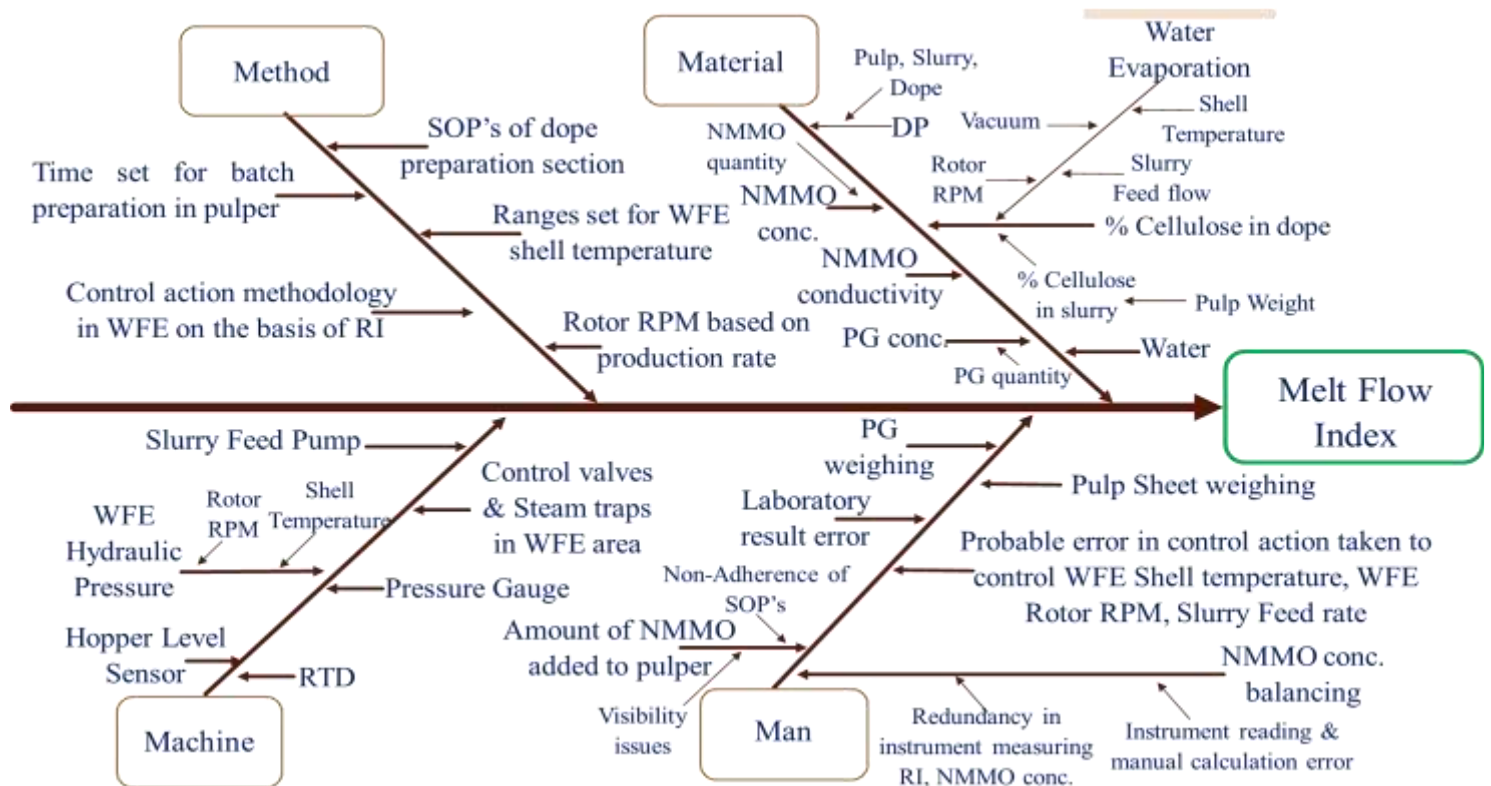 Method
SOP's of dope
preparation section
Time set for batch
preparation in pulper
Ranges set for WFE
shell temperature
Control action methodology
in WFE on the basis of RI
Rotor RPM based on
production rate
Material
Pulp, Slurry,
Dope
DP
NMMO
quantity
NMMO
conc.
NMMO
conductivity
PG conc.
PG quantity
Water
Evaporation
Vacuum
Shell
Temperature
Rotor
RPM
Slurry
Feed flow
% Cellulose in dope
% Cellulose
in slurry
Pulp Weight
Water
Melt Flow
Index
Slurry Feed Pump
Control valves
& Steam traps
in WFE area
Rotor
RPM
Shell
Temperature
WFE
Hydraulic
Pressure
Pressure Gauge
Hopper Level
Sensor
RTD
Machine
PG
weighing
Pulp Sheet weighing
Laboratory
result error
Probable error in control action taken to
control WFE Shell temperature, WFE
Rotor RPM, Slurry Feed rate
Non-Adherence of
SOP's
Amount of NMMO
added to pulper
Visibility
issues
NMMO conc.
balancing
Redundancy in
instrument measuring
RI, NMMO conc.
Instrument reading &
manual calculation error
Man